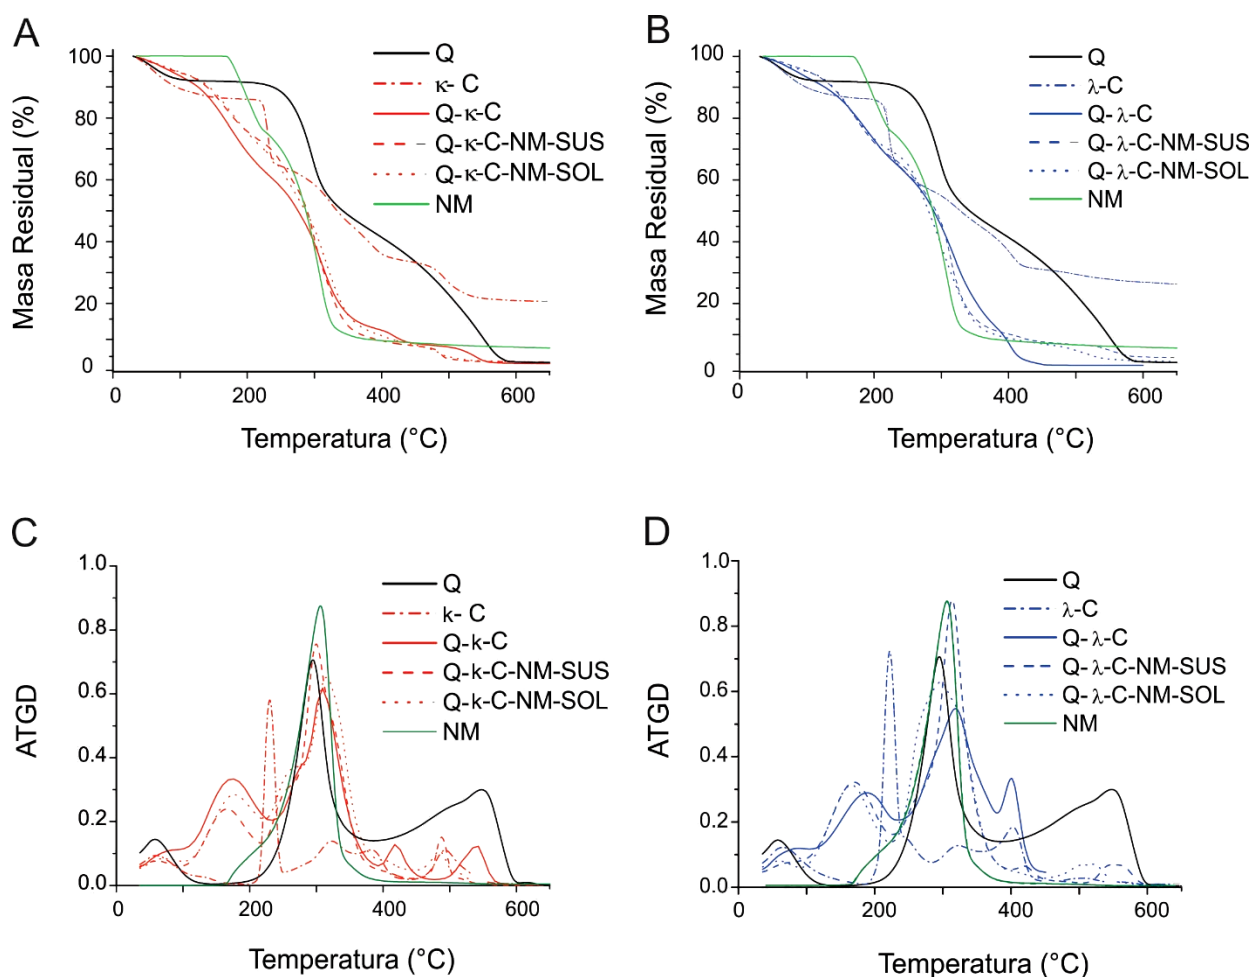 A
Masa Residual (%)
100
80
60
40
20
0
0
200
400
600
Temperatura (°C)
Q
κ- C
Q-κ-C
Q-κ-C-NM-SUS
Q-κ-C-NM-SOL
NM
B
Masa Residual (%)
100
80
60
40
20
0
0
200
400
600
Temperatura (°C)
Q
λ-C
Q-λ-C
Q-λ-C-NM-SUS
Q-λ-C-NM-SOL
NM
C
ATGD
1.0
0.8
0.6
0.4
0.2
0.0
0
200
400
600
Temperatura (°C)
Q
k- C
Q-k-C
Q-k-C-NM-SUS
Q-k-C-NM-SOL
NM
D
ATGD
1.0
0.8
0.6
0.4
0.2
0.0
0
200
400
600
Temperatura (°C)
Q
λ-C
Q-λ-C
Q-λ-C-NM-SUS
Q-λ-C-NM-SOL
NM